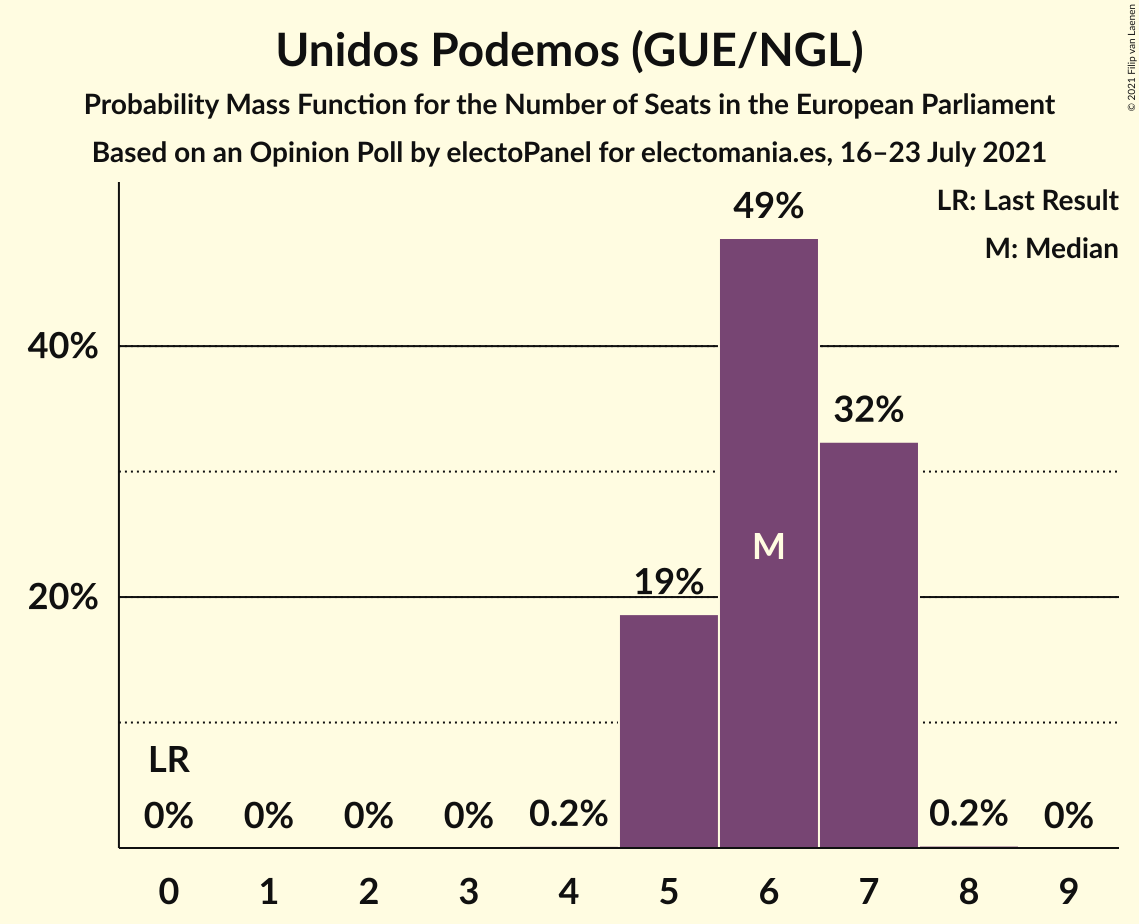 Unidos Podemos (GUE/NGL)
Probability Mass Function for the Number of Seats in the European Parliament
Based on an Opinion Poll by electoPanel for electomania.es, 16–23 July 2021
© 2021 Filip van Laenen
LR: Last Result
M: Median
49%
40%
32%
M
19%
20%
LR
0% 0% 0% 0% 0.2% 0.2% 0%
0 1 2 3 4 5 6 7 8 9